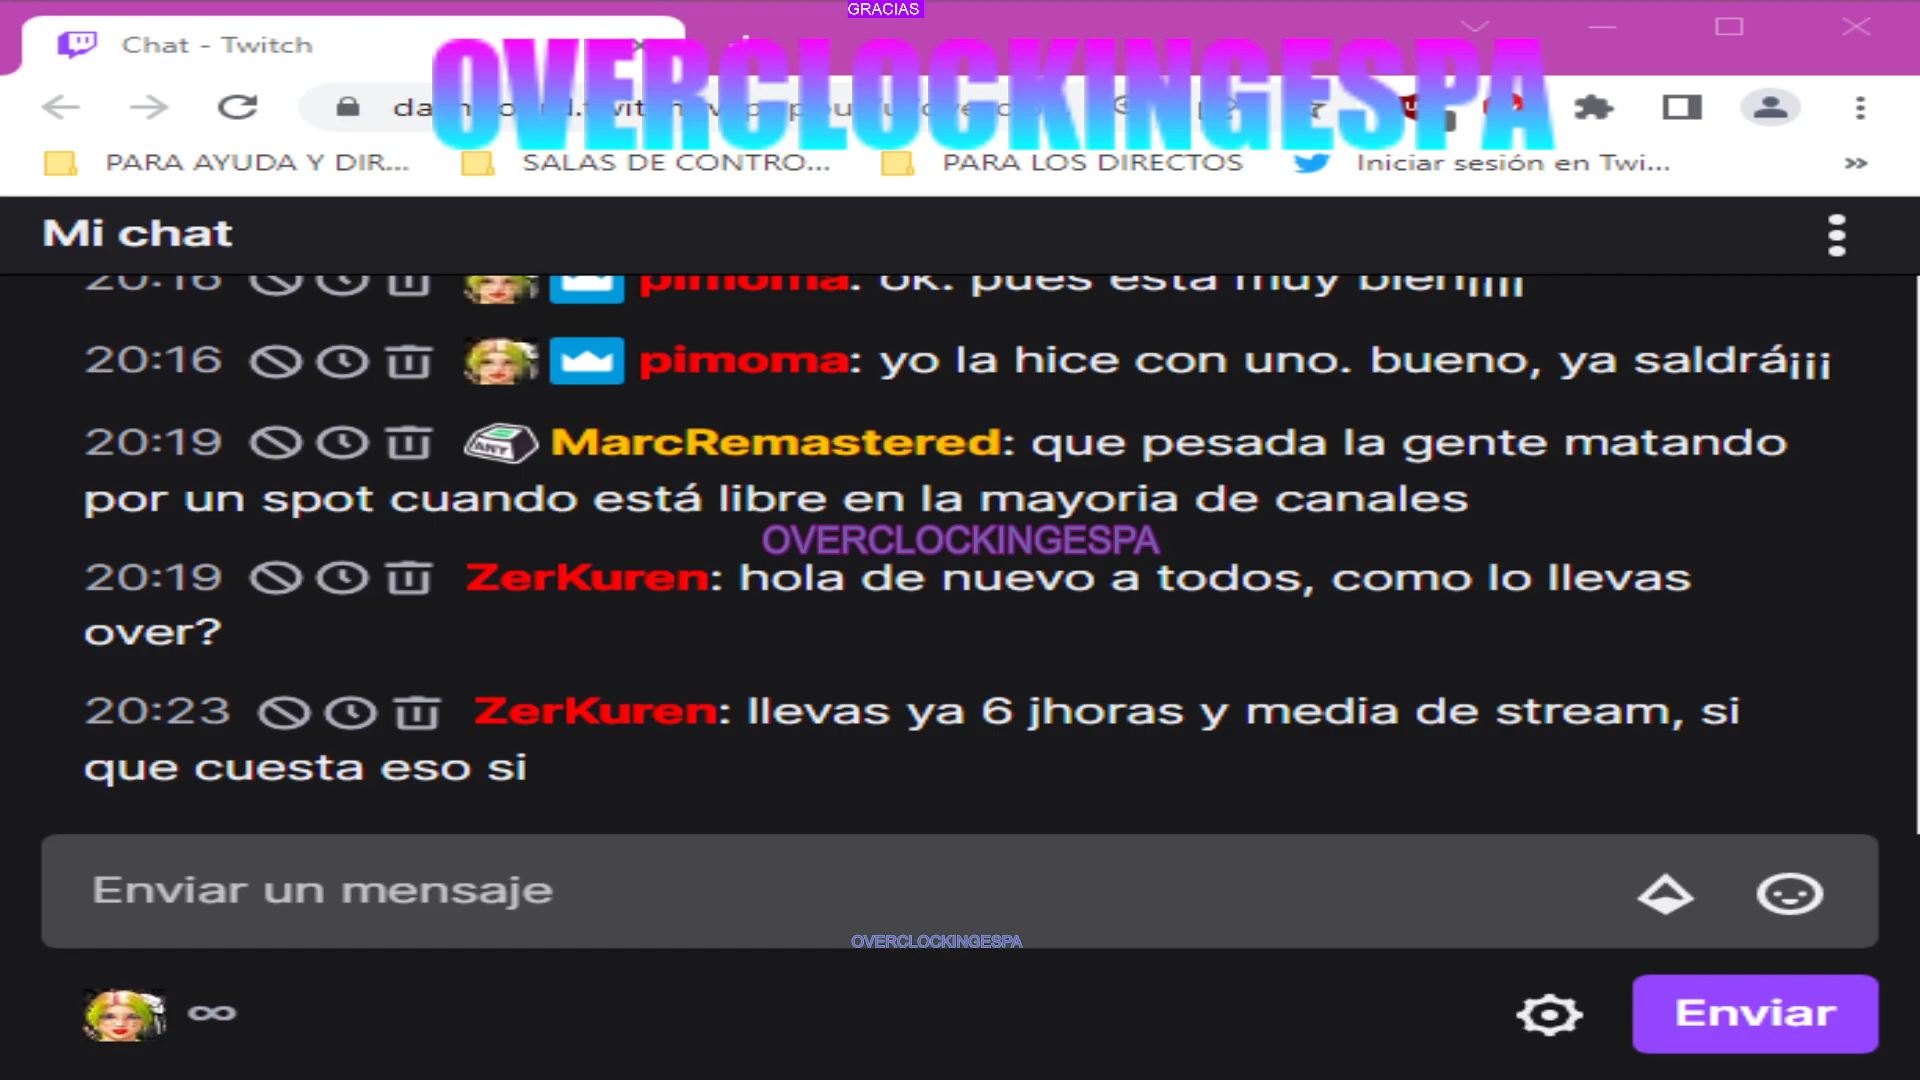 GRACIAS
Chat - Twitch
OVERCLOCKINGESPA
PARA AYUDA Y DIR...
SALAS DE CONTRO...
PARA LOS DIRECTOS
Iniciar sesión en Twi...
»
Mi chat
20:16 pimoma: ok. pues esta muy bien¡¡¡¡
20:16 pimoma: yo la hice con uno. bueno, ya saldrá¡¡¡
20:19 MarcRemastered: que pesada la gente matando
por un spot cuando está libre en la mayoria de canales
OVERCLOCKINGESPA
20:19 ZerKuren: hola de nuevo a todos, como lo llevas
over?
20:23 ZerKuren: llevas ya 6 jhoras y media de stream, si
que cuesta eso si
Enviar un mensaje
OVERCLOCKINGESPA
∞
Enviar